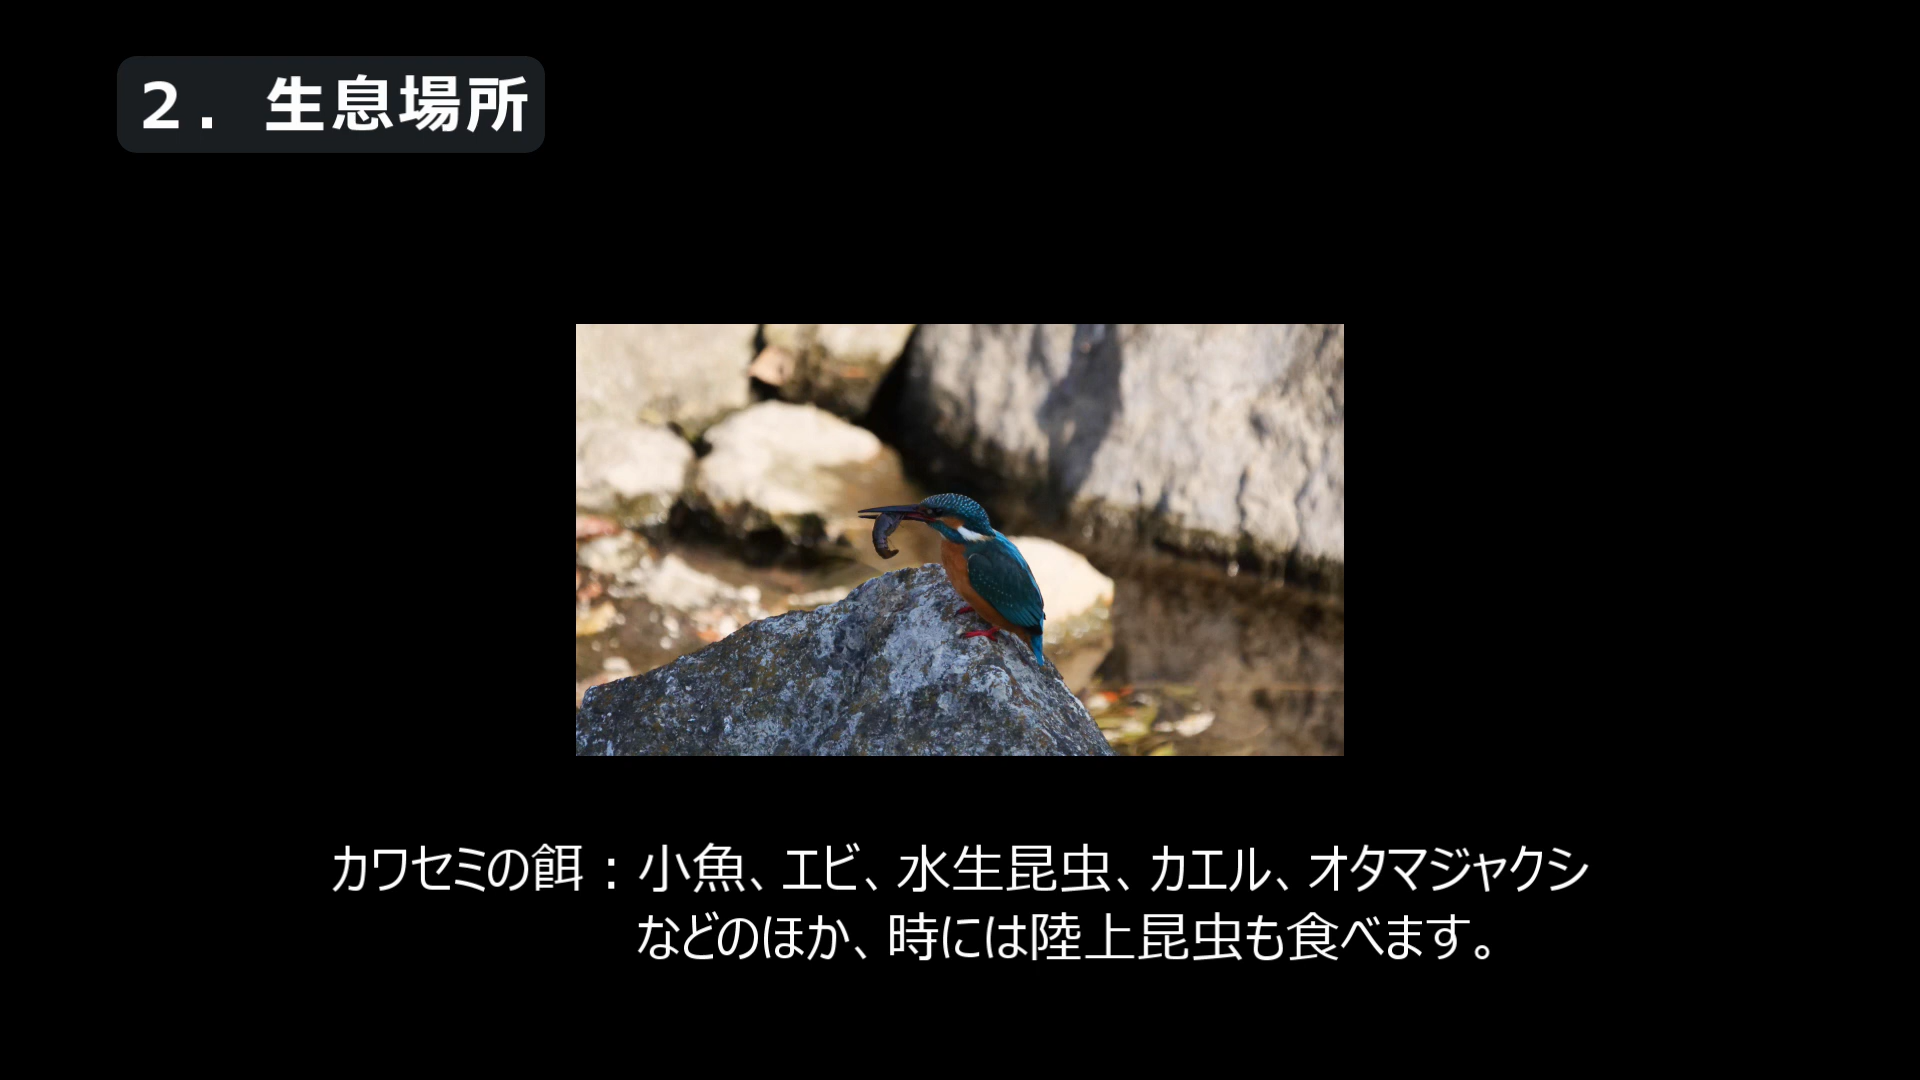 ２．生息場所
カワセミの餌：小魚、エビ、水生昆虫、カエル、オタマジャクシ
などのほか、時には陸上昆虫も食べます。